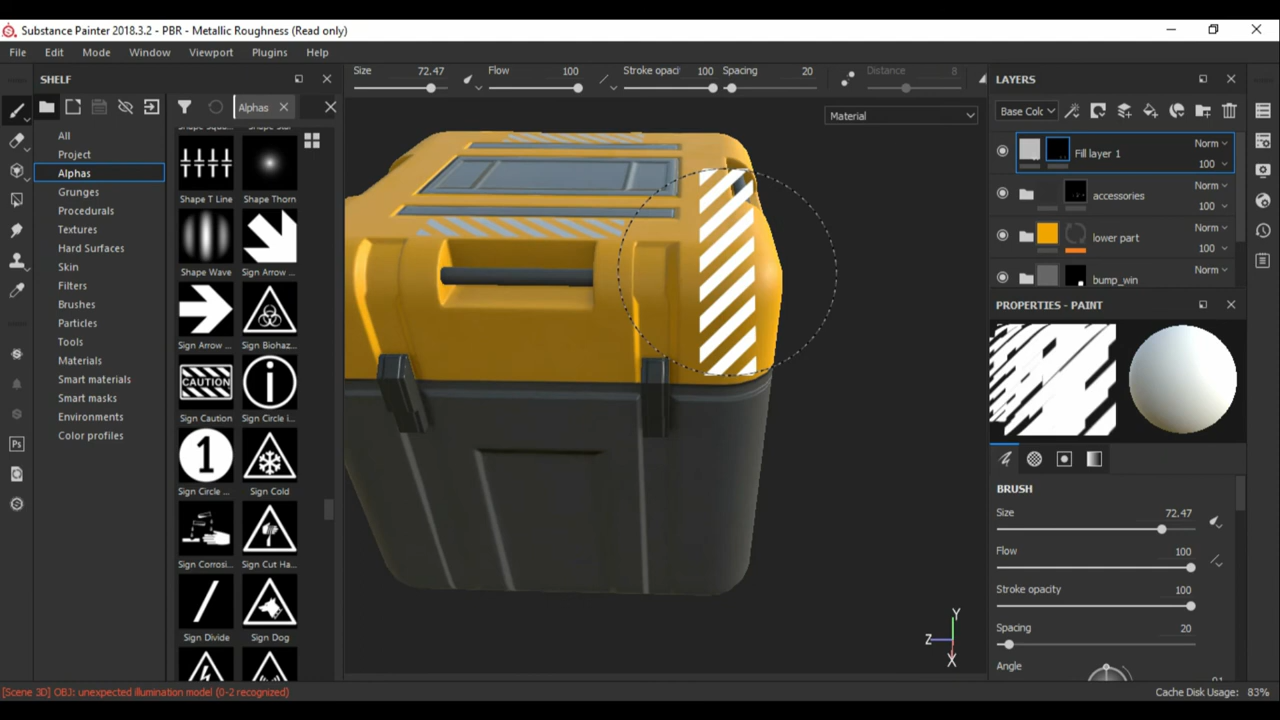 Substance Painter 2018.3.2 - PBR - Metallic Roughness (Read only)
File Edit Mode Window Viewport Plugins Help
SHELF
Size 72.47 Flow 100 Stroke opaci 100 Spacing 20 Distance 8
LAYERS
Alphas
Base Colo
Material
All
Project
Alphas
Grunges
Procedurals
Textures
Hard Surfaces
Skin
Filters
Brushes
Particles
Tools
Materials
Smart materials
Smart masks
Environments
Color profiles
Shape T Line Shape Thorn
Shape Wave Sign Arrow ...
Sign Arrow ... Sign Biohaz...
CAUTION
Sign Caution Sign Circle i...
1
Sign Circle ... Sign Cold
Sign Corrosi... Sign Cut Ha...
Sign Divide Sign Dog
Fill layer 1 Norm 100
accessories Norm 100
lower part Norm 100
bump_win Norm
PROPERTIES - PAINT
BRUSH
Size 72.47
Flow 100
Stroke opacity 100
Spacing 20
Angle
Y
Z
X
Ps
[Scene 3D] OBJ: unexpected illumination model (0-2 recognized)
Cache Disk Usage: 83%